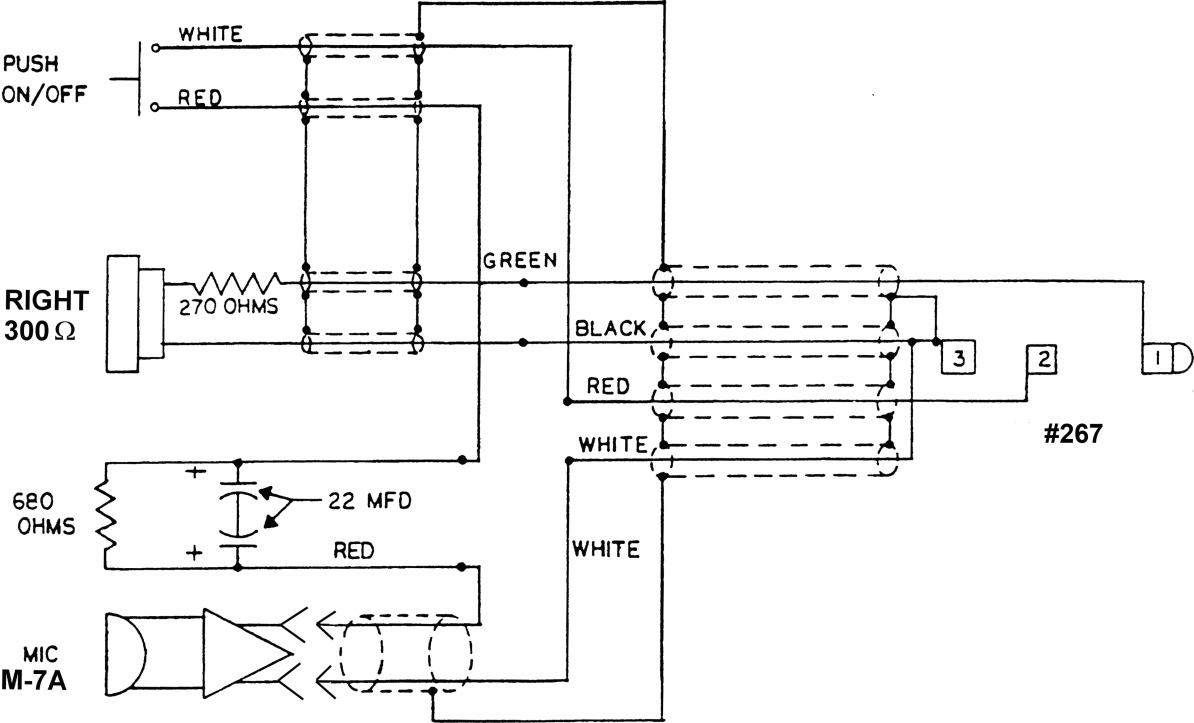 WHITE
PUSH
ON/OFF
RED
GREEN
270 OHMS
RIGHT
300 Ω
BLACK
3
2
1
RED
#267
WHITE
+
680
OHMS
22 MFD
+
RED
WHITE
MIC
M-7A